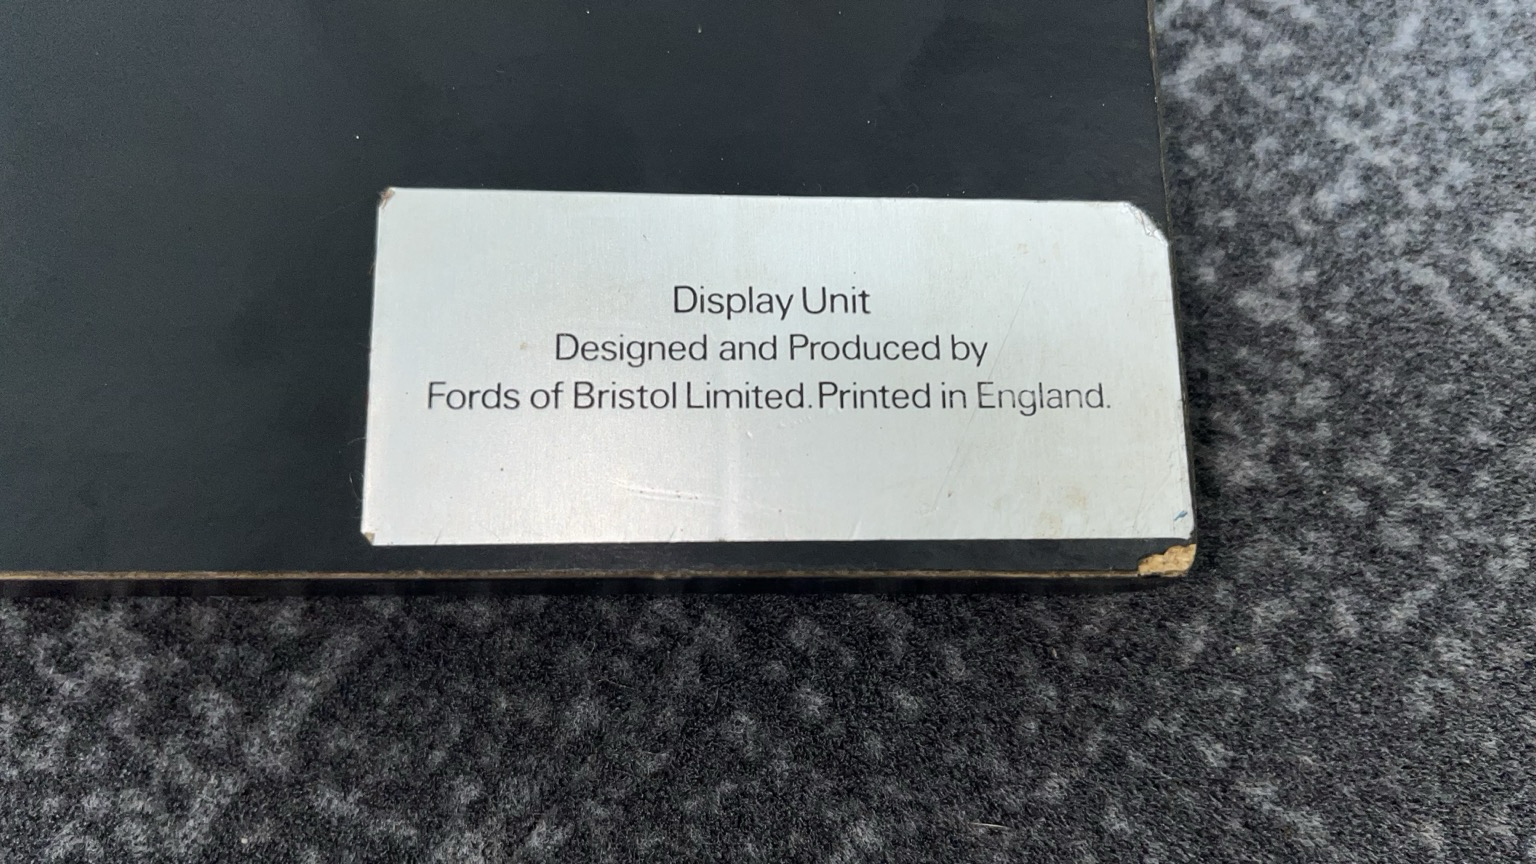 Display Unit
Designed and Produced by
Fords of Bristol Limited. Printed in England.